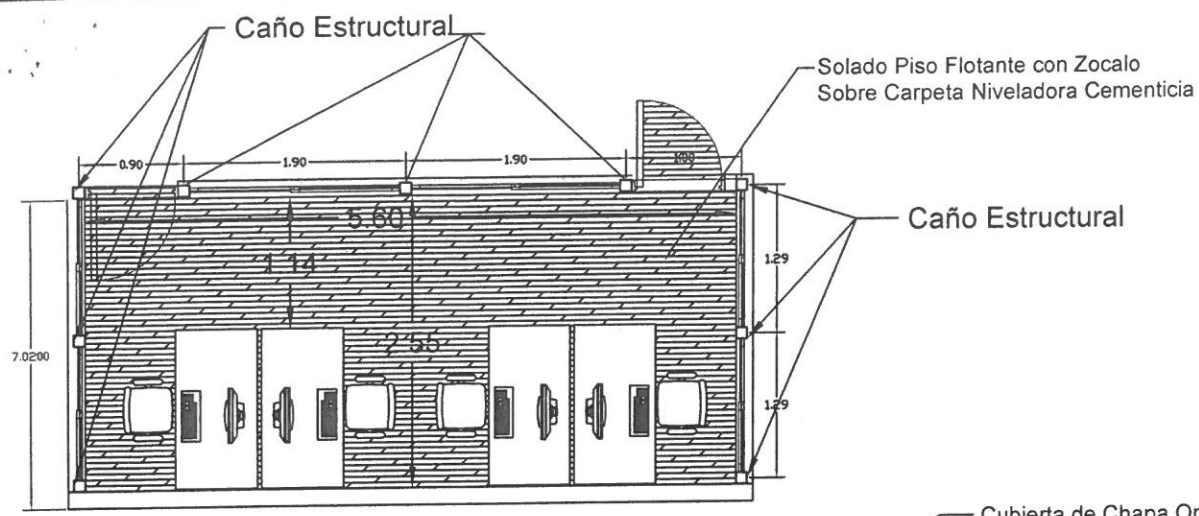 Caño Estructural
Solado Piso Flotante con Zocalo
Sobre Carpeta Niveladora Cementicia
0.90
1.90
1.90
5.60
Caño Estructural
1.14
1.29
7.0200
2.55
1.29
Cubierta de Chapa